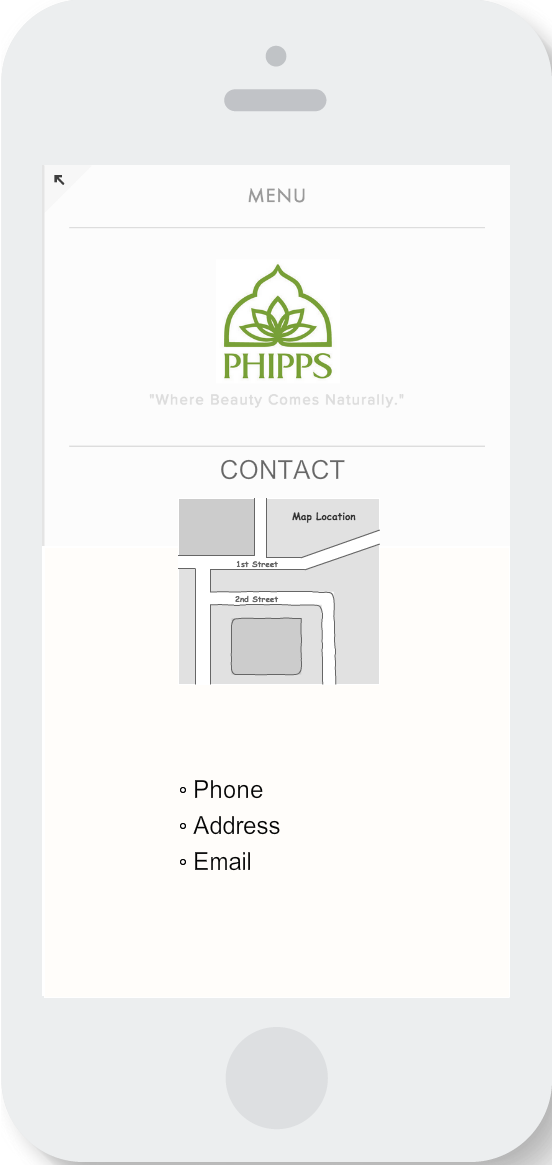 MENU
PHIPPS
"Where Beauty Comes Naturally."
CONTACT
Map Location
1st Street
2nd Street
Phone
Address
Email